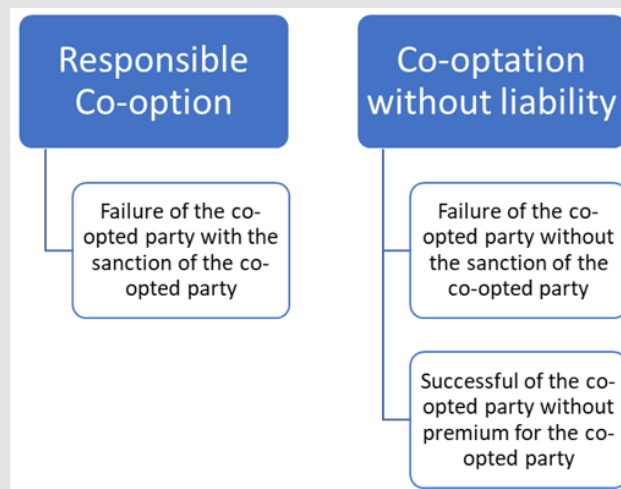 Responsible
Co-option
Failure of the co-
opted party with the
sanction of the co-
opted party
Co-optation
without liability
Failure of the co-
opted party without
the sanction of the
co-opted party
Successful of the co-
opted party without
premium for the co-
opted party